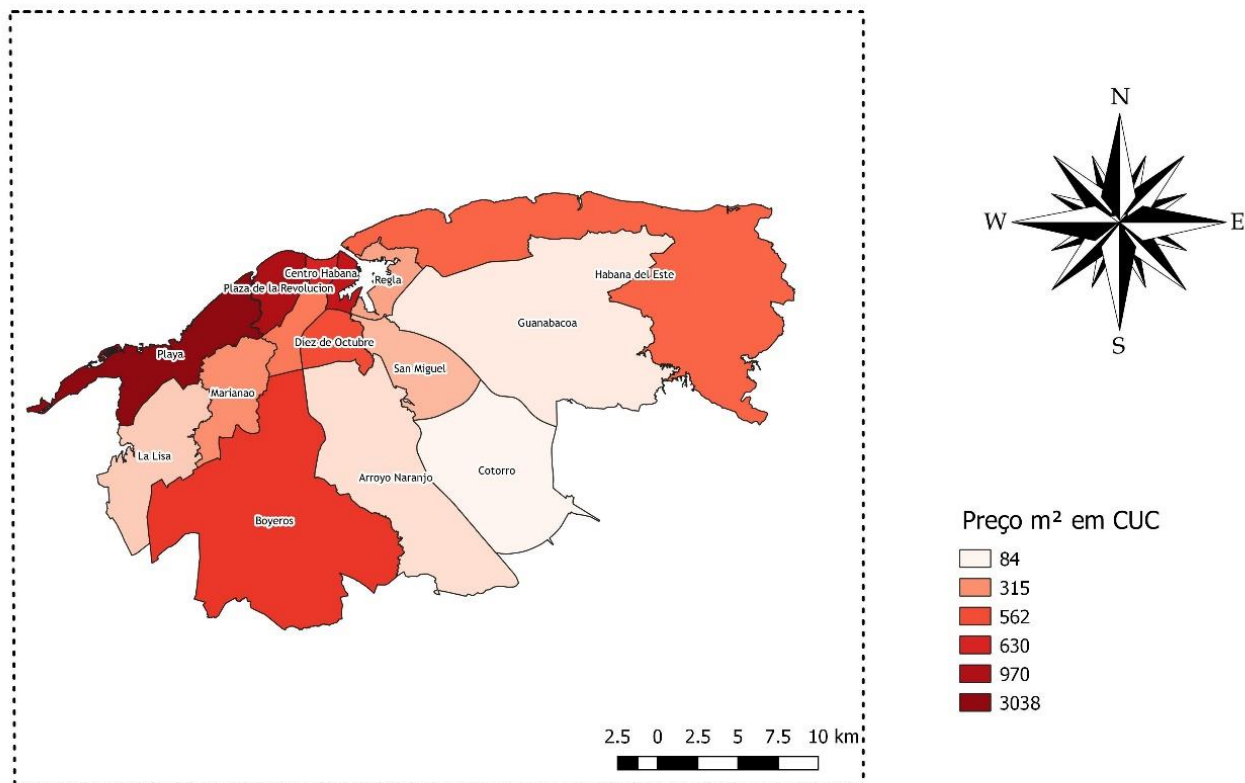 N
W
E
S
Centro Habana
Regla
Plaza de la Revolucion
Habana del Este
Guanabacoa
Diez de Octubre
Playa
San Miguel
Marianao
La Lisa
Arroyo Naranjo
Cotorro
Boyeros
Preço m² em CUC
84
315
562
630
970
3038
2.5 0 2.5 5 7.5 10 km